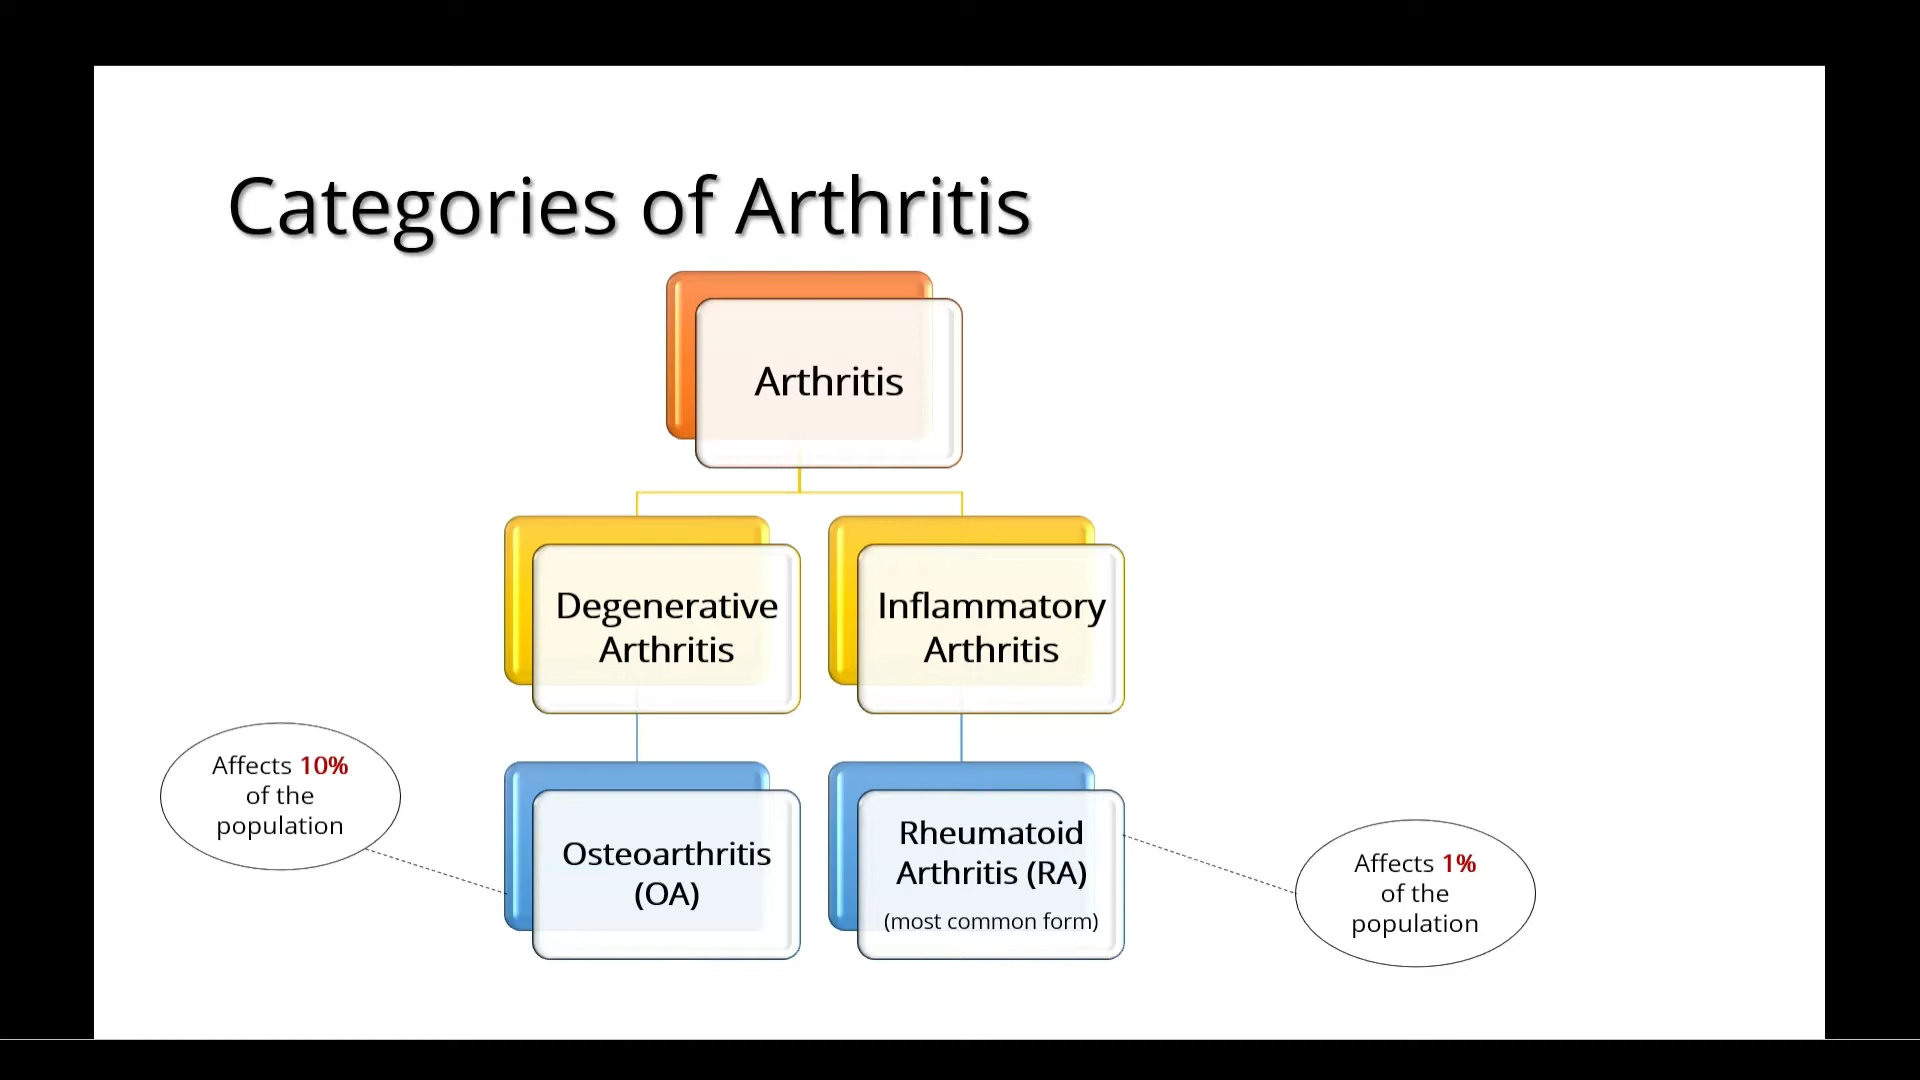 Categories of Arthritis
Arthritis
Degenerative
Arthritis
Inflammatory
Arthritis
Affects 10%
of the
population
Osteoarthritis
(OA)
Rheumatoid
Arthritis (RA)
(most common form)
Affects 1%
of the
population